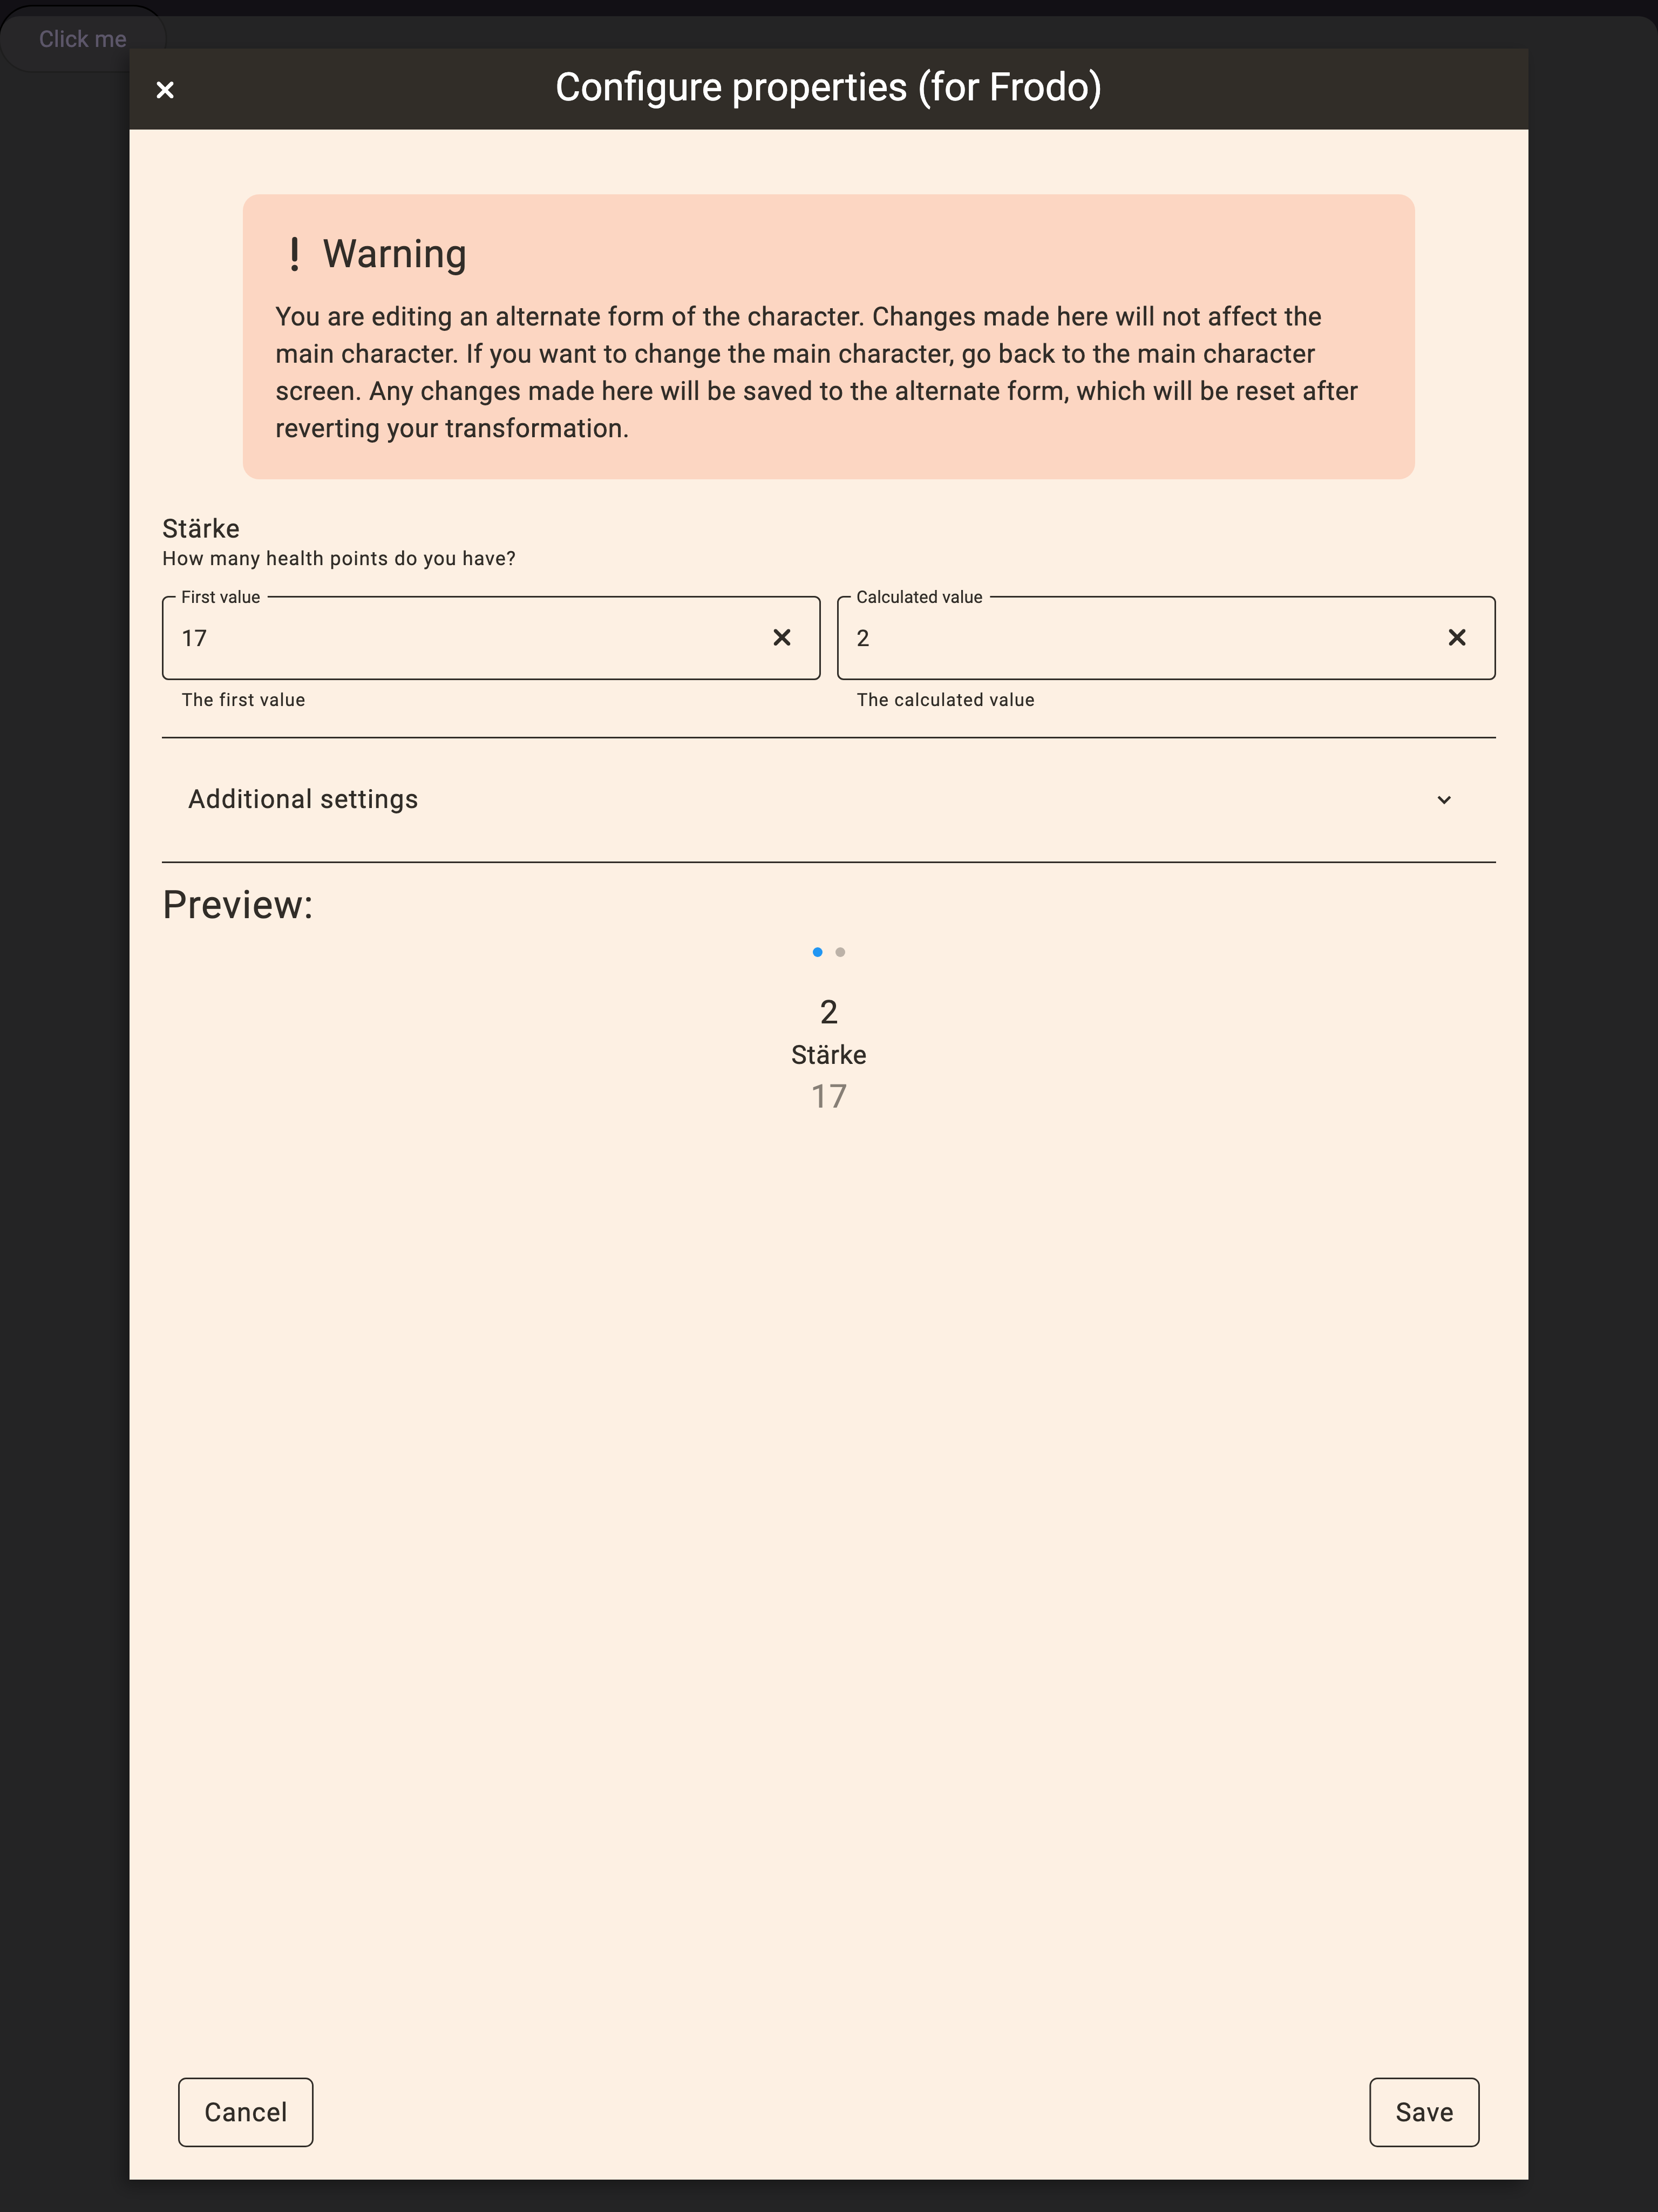 Click me
Configure properties (for Frodo)
Warning
You are editing an alternate form of the character. Changes made here will not affect the
main character. If you want to change the main character, go back to the main character
screen. Any changes made here will be saved to the alternate form, which will be reset after
reverting your transformation.
Stärke
How many health points do you have?
First value
17
The first value
Calculated value
2
The calculated value
Additional settings
Preview:
2
Stärke
17
Cancel
Save